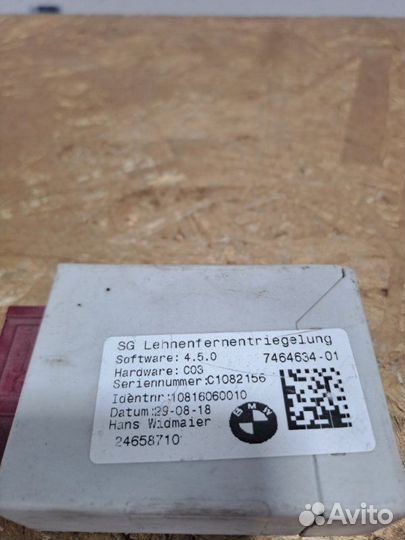 SG Lehnenfernentriegelung
Software: 4.5.0 7464634-01
Hardware: C03
Seriennummer:C1082156
Identnr:10816060010
Datum:29-08-18
Hans Widmaier
24658710
BMW
Avito